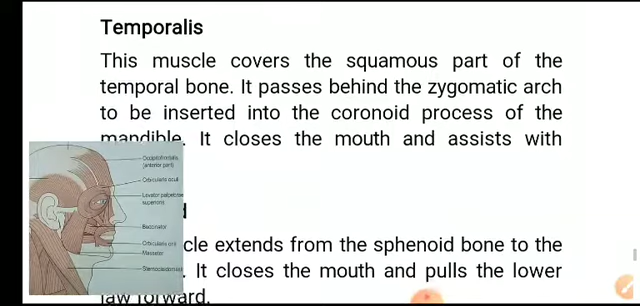 Temporalis
This muscle covers the squamous part of the
temporal bone. It passes behind the zygomatic arch
to be inserted into the coronoid process of the
mandible. It closes the mouth and assists with
Occipitofrontalis
(anterior part)
Orbicularis oculi
Levator palpebrae
superioris
Buccinator
Orbicularis oris
Masseter
Sternocleidomastoid
d
cle extends from the sphenoid bone to the
. It closes the mouth and pulls the lower
jaw forward.